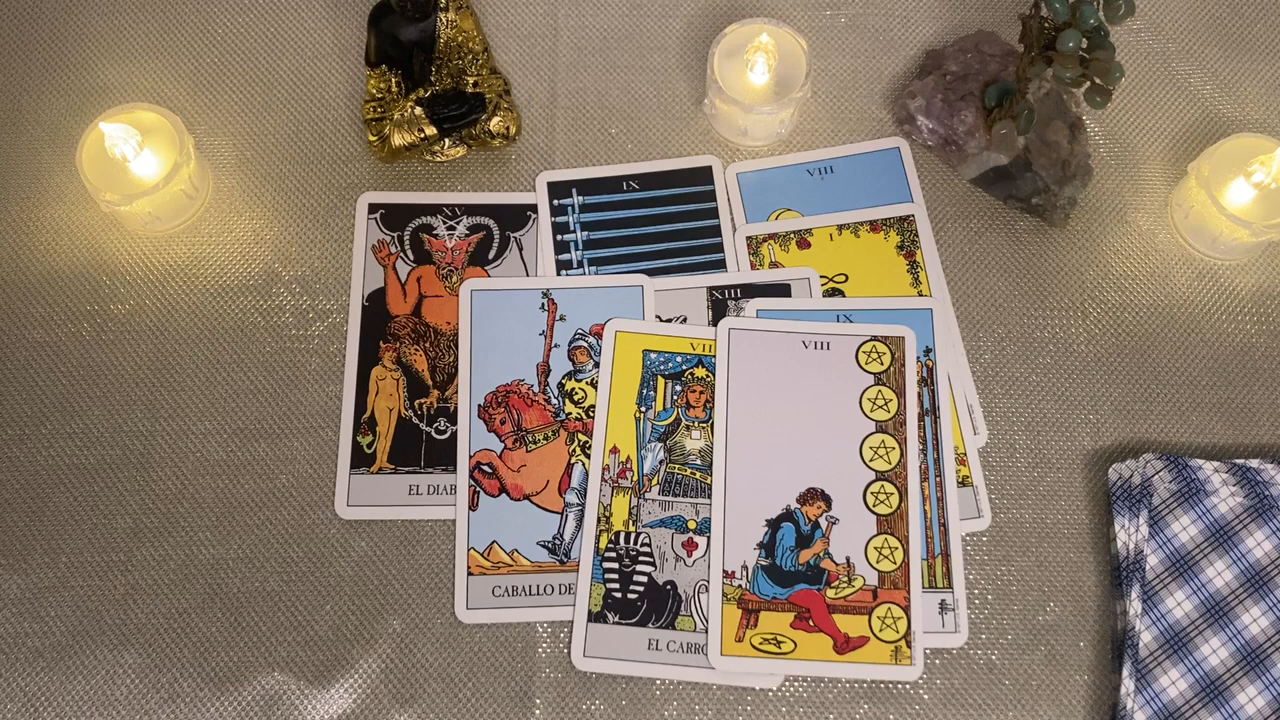 XV
IX
VIII
I
XIII
IX
VII
VIII
EL DIAB
CABALLO DE
EL CARRO